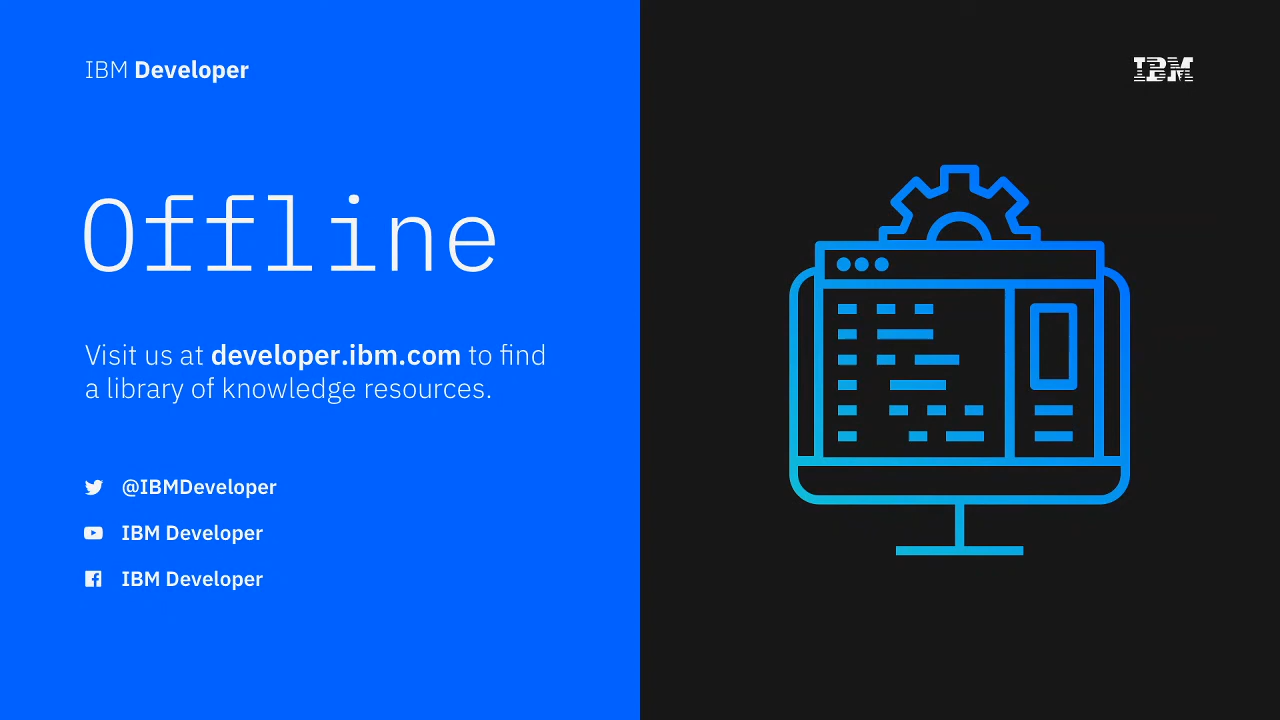 IBM Developer
IBM
Offline
Visit us at developer.ibm.com to find
a library of knowledge resources.
@IBMDeveloper
IBM Developer
IBM Developer